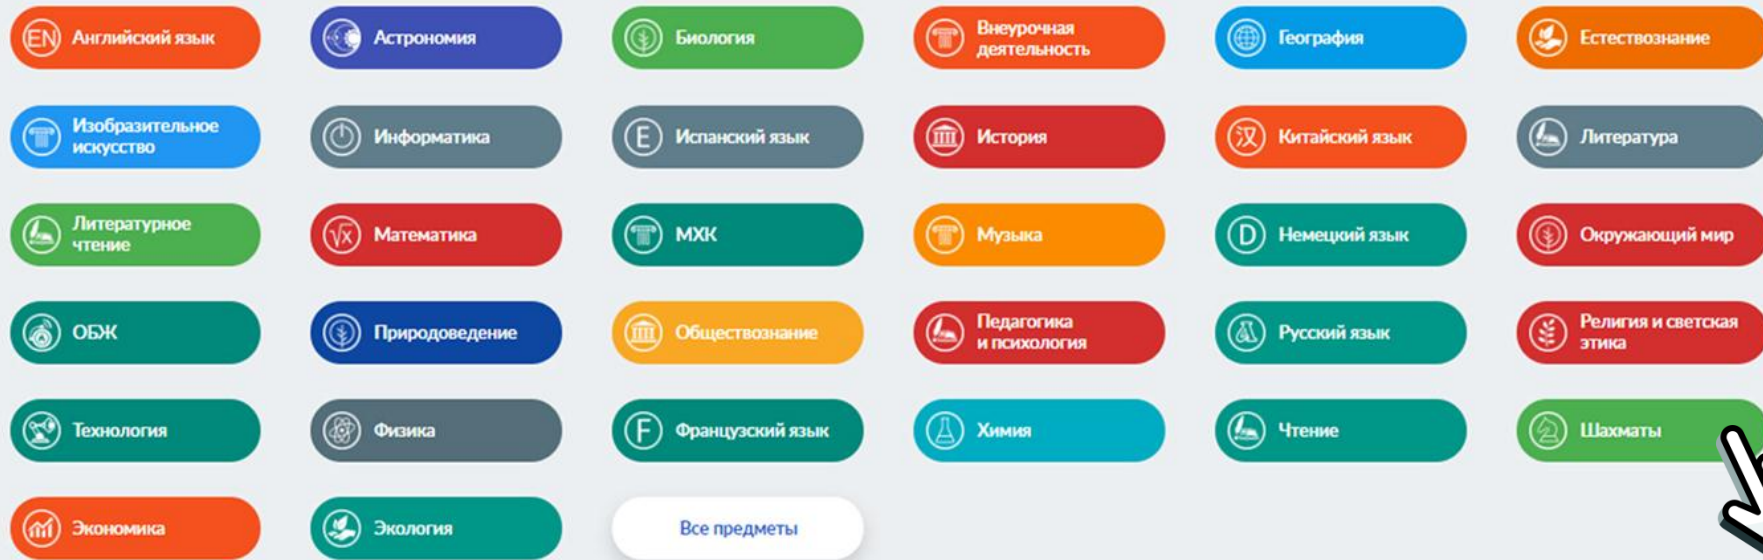 EN Английский язык
Астрономия
Биология
Внеурочная
деятельность
География
Естествознание
Изобразительное
искусство
Информатика
E Испанский язык
История
汉 Китайский язык
Литература
Литературное
чтение
√x Математика
МХК
Музыка
D Немецкий язык
Окружающий мир
ОБЖ
Природоведение
Обществознание
Педагогика
и психология
Русский язык
Религия и светская
этика
Технология
Физика
F Французский язык
Химия
Чтение
Шахматы
Экономика
Экология
Все предметы